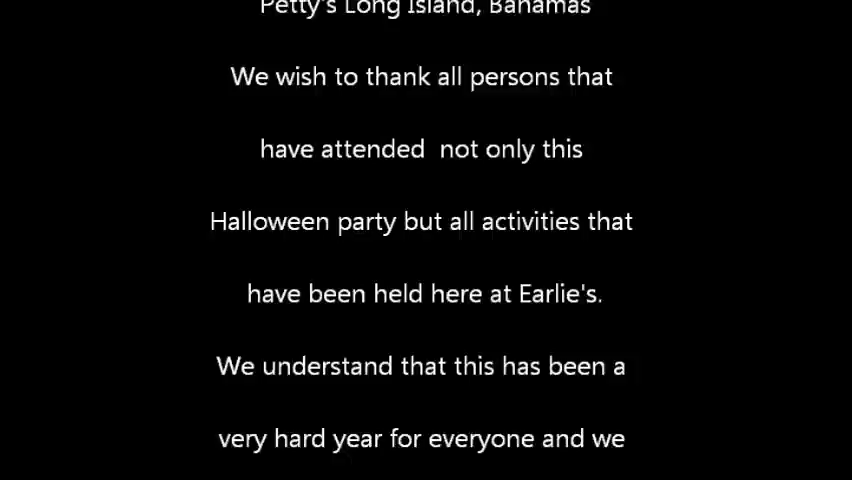 Petty's Long Island, Bahamas
We wish to thank all persons that
have attended  not only this
Halloween party but all activities that
have been held here at Earlie's.
We understand that this has been a
very hard year for everyone and we